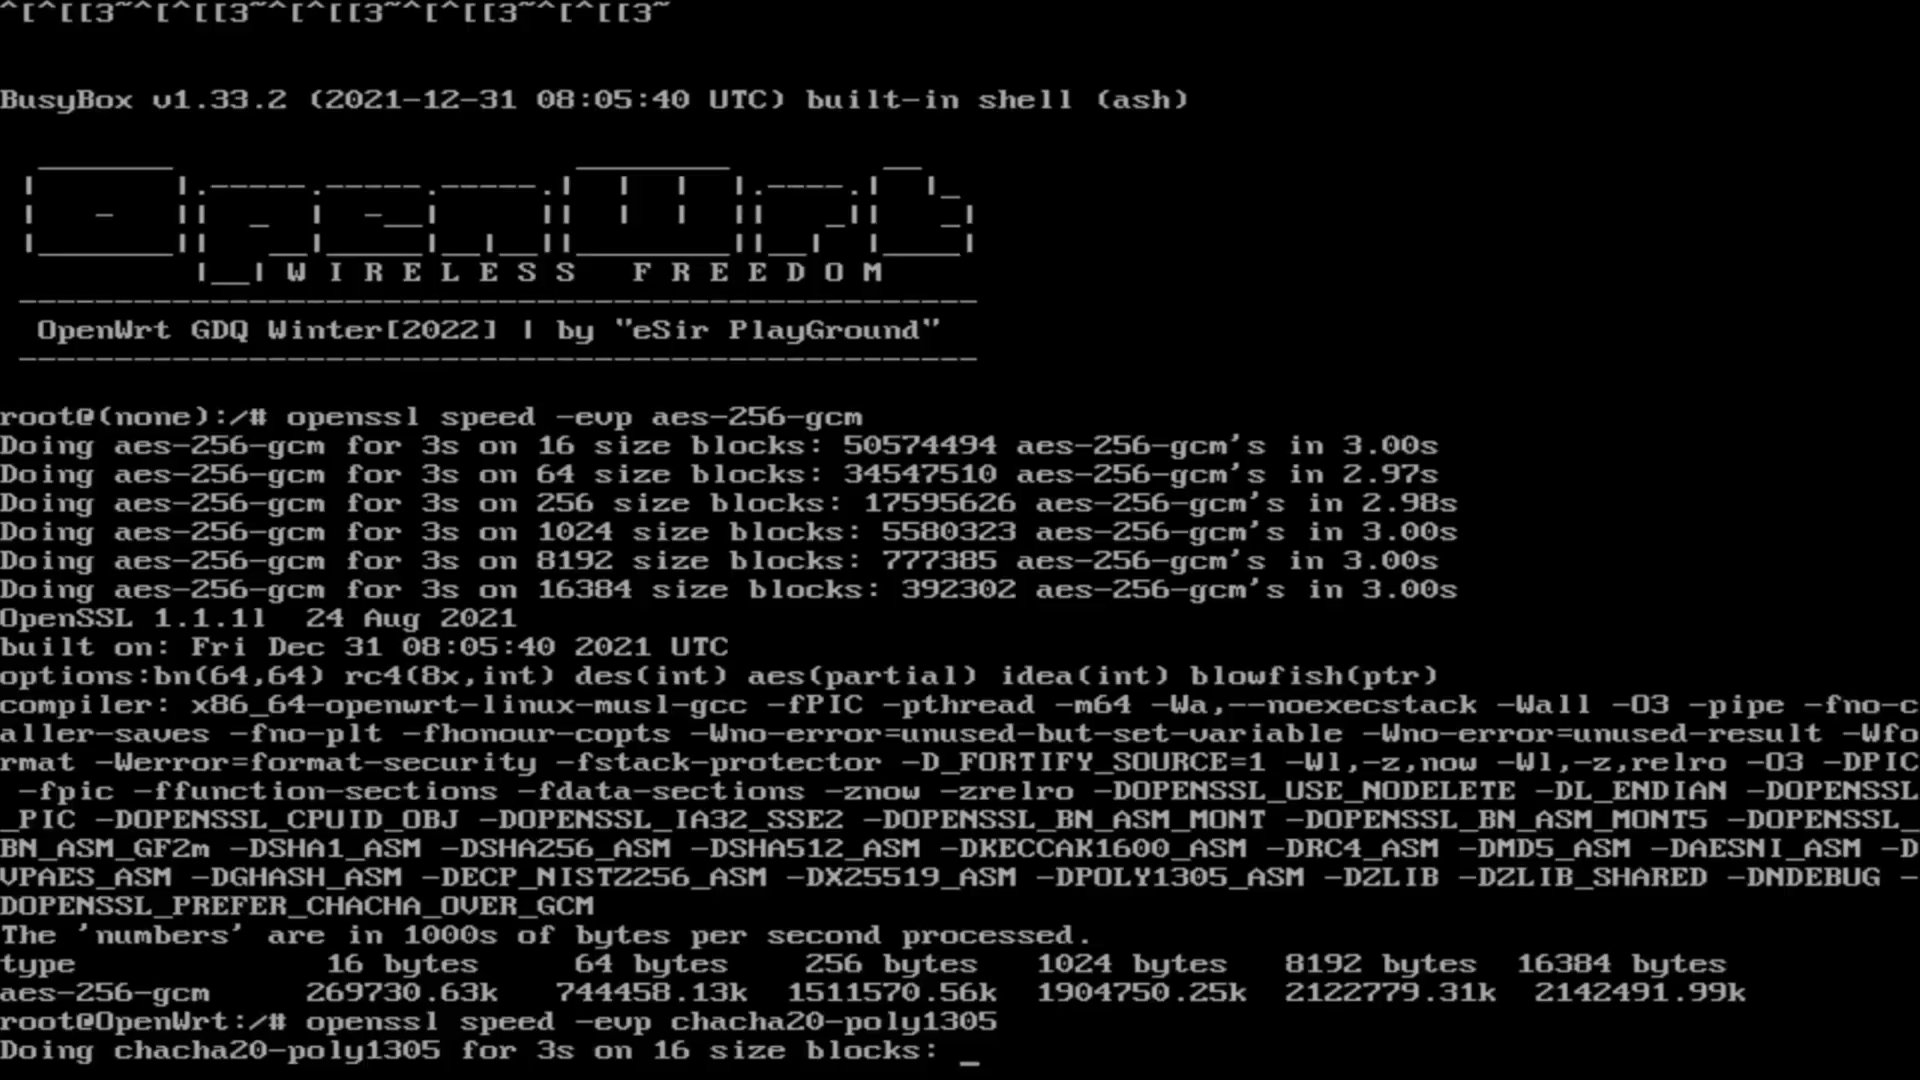 ^[^[[3~^[^[[3~^[^[[3~^[^[[3~^[^[[3~
BusyBox v1.33.2 (2021-12-31 08:05:40 UTC) built-in shell (ash)
OpenWrt
W I R E L E S S   F R E E D O M
OpenWrt GDQ Winter[2022] | by "eSir PlayGround"
root@(none):/# openssl speed -evp aes-256-gcm
Doing aes-256-gcm for 3s on 16 size blocks: 50574494 aes-256-gcm's in 3.00s
Doing aes-256-gcm for 3s on 64 size blocks: 34547510 aes-256-gcm's in 2.97s
Doing aes-256-gcm for 3s on 256 size blocks: 17595626 aes-256-gcm's in 2.98s
Doing aes-256-gcm for 3s on 1024 size blocks: 5580323 aes-256-gcm's in 3.00s
Doing aes-256-gcm for 3s on 8192 size blocks: 777385 aes-256-gcm's in 3.00s
Doing aes-256-gcm for 3s on 16384 size blocks: 392302 aes-256-gcm's in 3.00s
OpenSSL 1.1.1l  24 Aug 2021
built on: Fri Dec 31 08:05:40 2021 UTC
options:bn(64,64) rc4(8x,int) des(int) aes(partial) idea(int) blowfish(ptr)
compiler: x86_64-openwrt-linux-musl-gcc -fPIC -pthread -m64 -Wa,--noexecstack -Wall -O3 -pipe -fno-c
aller-saves -fno-plt -fhonour-copts -Wno-error=unused-but-set-variable -Wno-error=unused-result -Wfo
rmat -Werror=format-security -fstack-protector -D_FORTIFY_SOURCE=1 -Wl,-z,now -Wl,-z,relro -O3 -DPIC
-fpic -ffunction-sections -fdata-sections -znow -zrelro -DOPENSSL_USE_NODELETE -DL_ENDIAN -DOPENSSL
_PIC -DOPENSSL_CPUID_OBJ -DOPENSSL_IA32_SSE2 -DOPENSSL_BN_ASM_MONT -DOPENSSL_BN_ASM_MONT5 -DOPENSSL_
BN_ASM_GF2m -DSHA1_ASM -DSHA256_ASM -DSHA512_ASM -DKECCAK1600_ASM -DRC4_ASM -DMD5_ASM -DAESNI_ASM -D
VPAES_ASM -DGHASH_ASM -DECP_NISTZ256_ASM -DX25519_ASM -DPOLY1305_ASM -DZLIB -DZLIB_SHARED -DNDEBUG -
DOPENSSL_PREFER_CHACHA_OVER_GCM
The 'numbers' are in 1000s of bytes per second processed.
type             16 bytes     64 bytes    256 bytes   1024 bytes   8192 bytes  16384 bytes
aes-256-gcm     269730.63k   744458.13k  1511570.56k  1904750.25k  2122779.31k  2142491.99k
root@OpenWrt:/# openssl speed -evp chacha20-poly1305
Doing chacha20-poly1305 for 3s on 16 size blocks: _